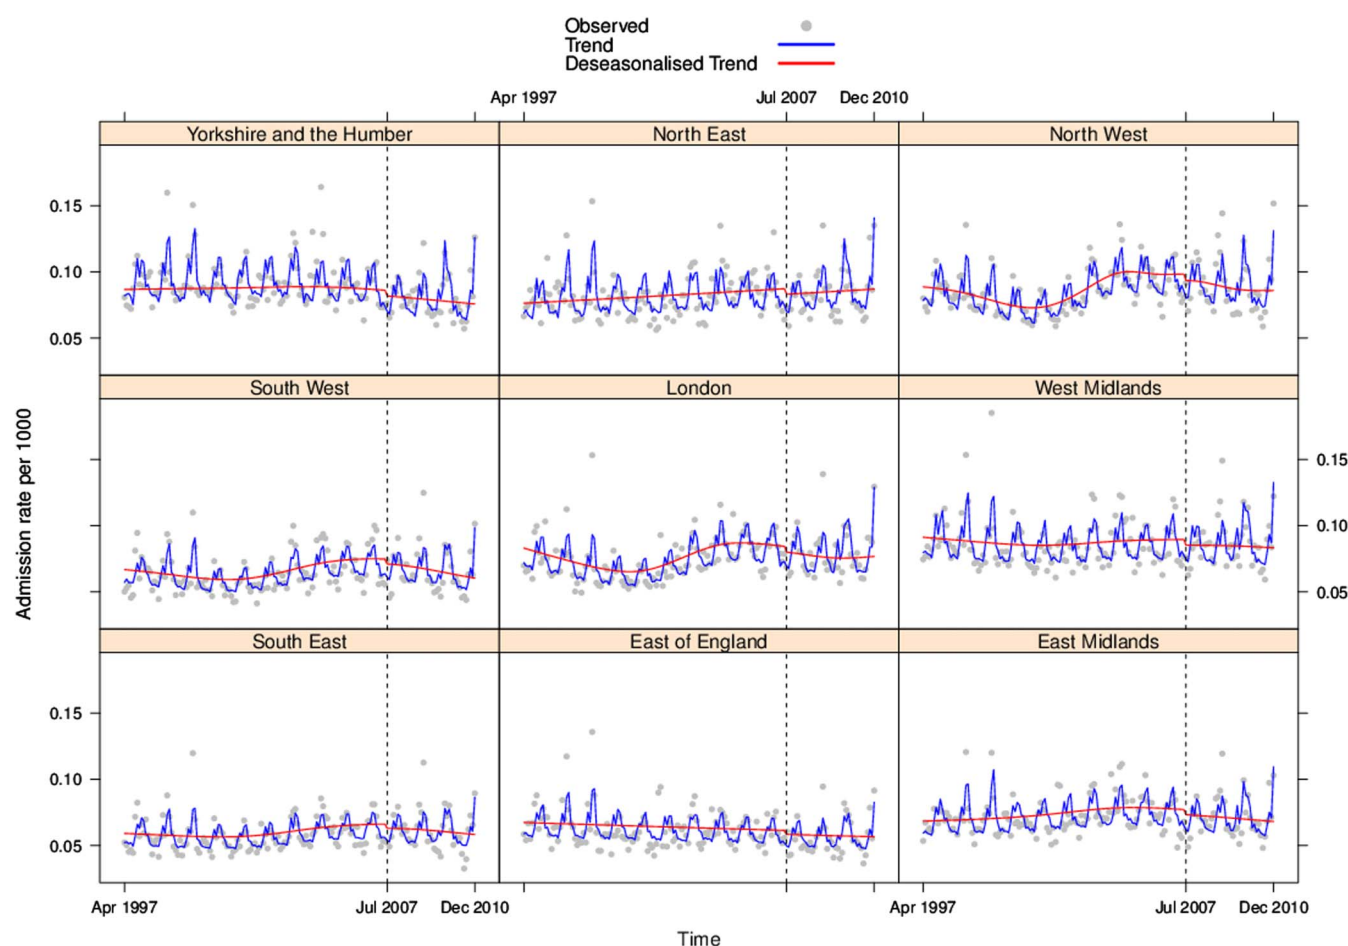 Observed
Trend
Deseasonalised Trend
Apr 1997 Jul 2007 Dec 2010
Yorkshire and the Humber North East North West
0.15
0.10
0.05
South West London West Midlands
0.15
0.10
0.05
South East East of England East Midlands
0.15
0.10
0.05
Apr 1997 Jul 2007 Dec 2010 Apr 1997 Jul 2007 Dec 2010
Time
Admission rate per 1000